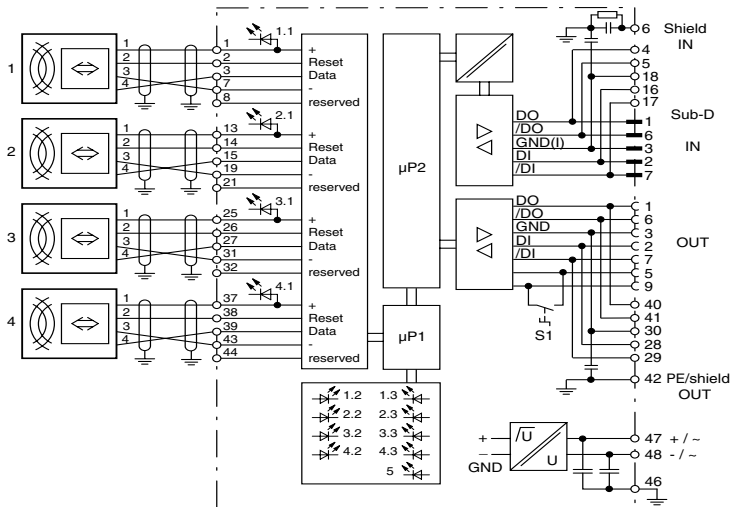 1
1
2
3
4
1
2
3
7
8
1.1
+
Reset
Data
-
reserved
2
1
2
3
4
13
14
15
19
21
2.1
+
Reset
Data
-
reserved
3
1
2
3
4
25
26
27
31
32
3.1
+
Reset
Data
-
reserved
4
1
2
3
4
37
38
39
43
44
4.1
+
Reset
Data
-
reserved
µP2
µP1
1.2 1.3
2.2 2.3
3.2 3.3
4.2 4.3
5
6 Shield
IN
4
5
18
16
17
Sub-D
IN
DO 1
/DO 6
GND(I) 3
DI 2
/DI 7
DO 1
/DO 6
GND 3
DI 2
/DI 7
5
9
OUT
S1
40
41
30
28
29
42 PE/shield
OUT
+
–
GND
U
U
47 + / ~
48 - / ~
46